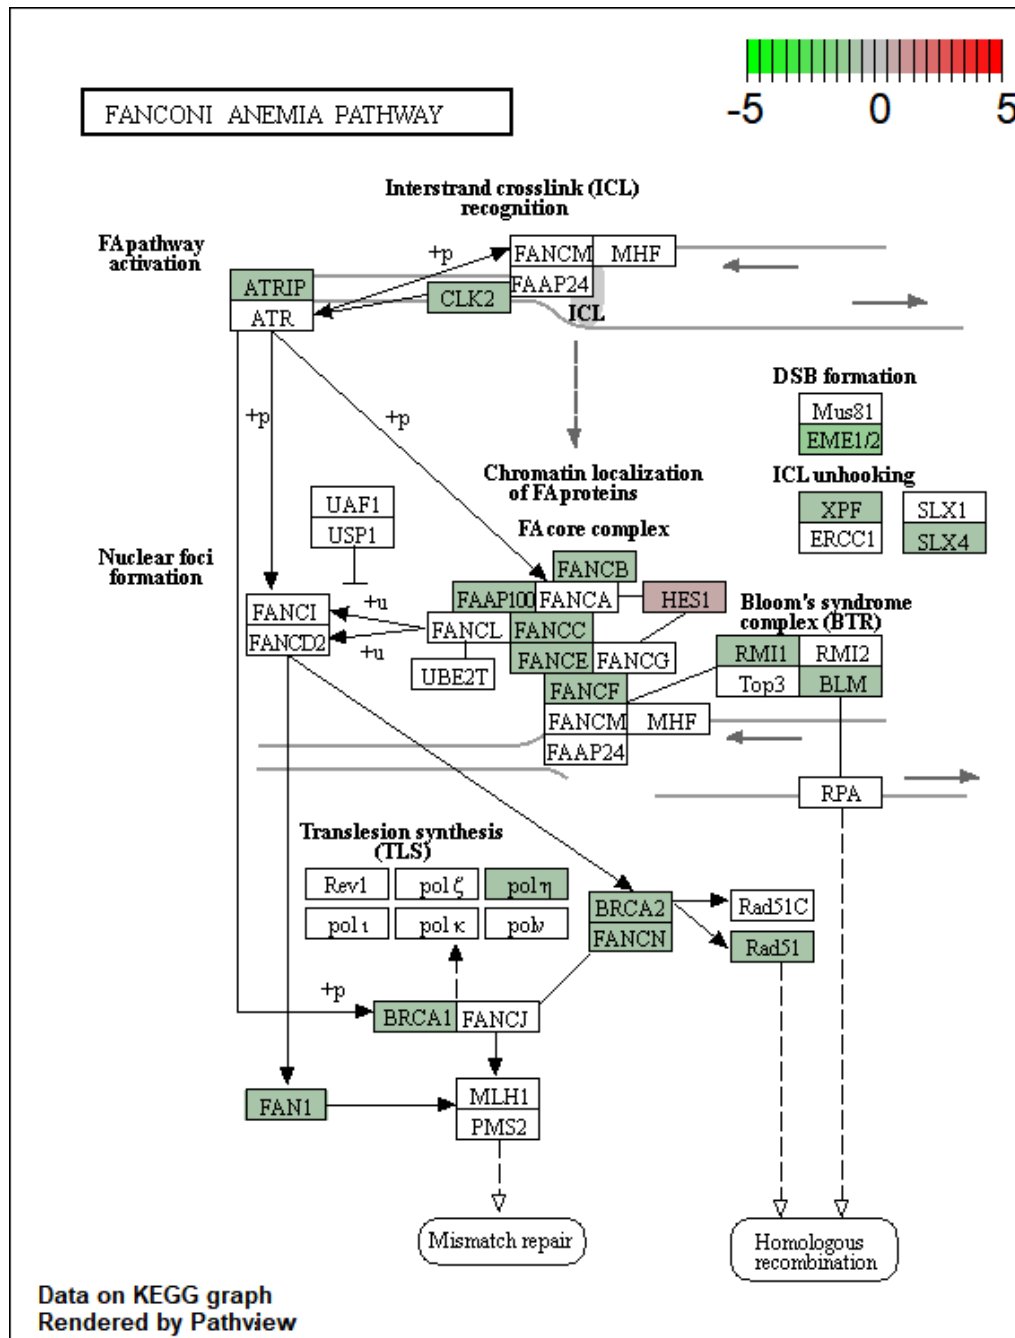 -5 0 5
FANCONI ANEMIA PATHWAY
Interstrand crosslink (ICL)
recognition
FA pathway
activation
+p
FANCM MHF
FAAP24
ATRIP
ATR
CLK2
ICL
DSB formation
Mus81
EME1/2
+p
+p
ICL unhooking
XPF
ERCC1
SLX1
SLX4
Chromatin localization
of FA proteins
FA core complex
UAF1
USP1
Nuclear foci
formation
FANCB
FAAP100 FANCA HES1
FANCI
FANCD2
+u
+u
FANCL FANCC
FANCE FANCG
UBE2T
FANCF
FANCM MHF
FAAP24
Bloom's syndrome
complex (BTR)
RMI1 RMI2
Top3 BLM
RPA
Translesion synthesis
(TLS)
Rev1 pol ζ pol η
pol ι pol κ polν
BRCA2
FANCN
Rad51C
Rad51
+p
BRCA1 FANCJ
FAN1
MLH1
PMS2
Mismatch repair
Homologous
recombination
Data on KEGG graph
Rendered by Pathview